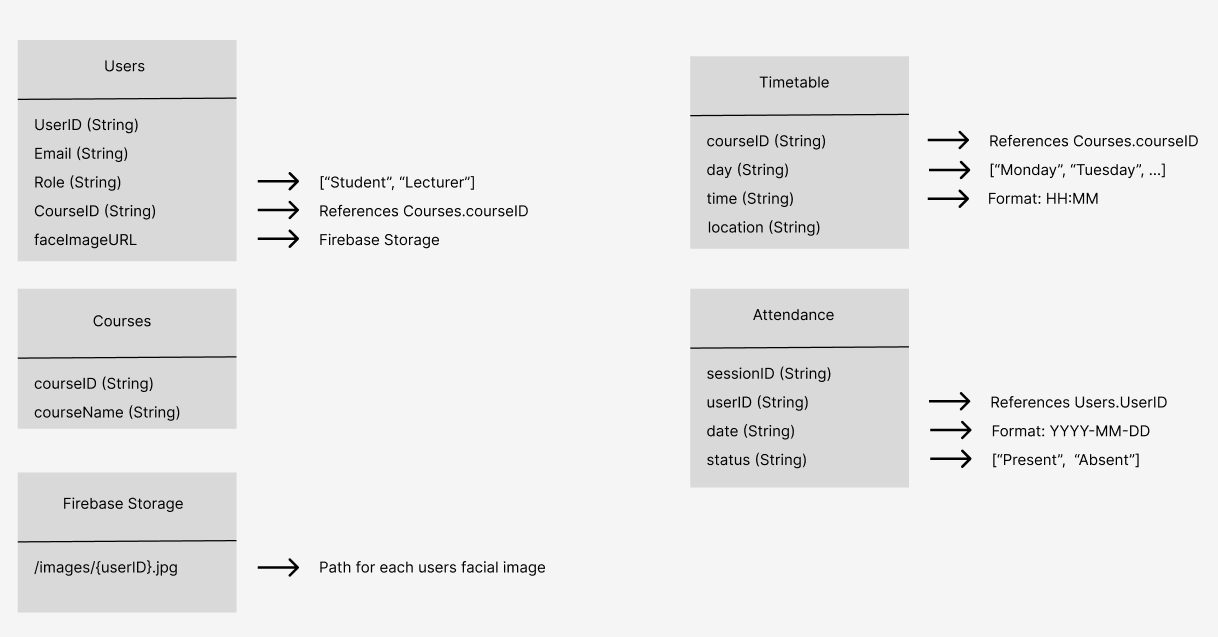 Users
UserID (String)
Email (String)
Role (String)
[“Student”, “Lecturer”]
CourseID (String)
References Courses.courseID
faceImageURL
Firebase Storage
Courses
courseID (String)
courseName (String)
Firebase Storage
/images/{userID}.jpg
Path for each users facial image
Timetable
courseID (String)
References Courses.courseID
day (String)
[“Monday”, “Tuesday”, ...]
time (String)
Format: HH:MM
location (String)
Attendance
sessionID (String)
userID (String)
References Users.UserID
date (String)
Format: YYYY-MM-DD
status (String)
[“Present”,  “Absent”]